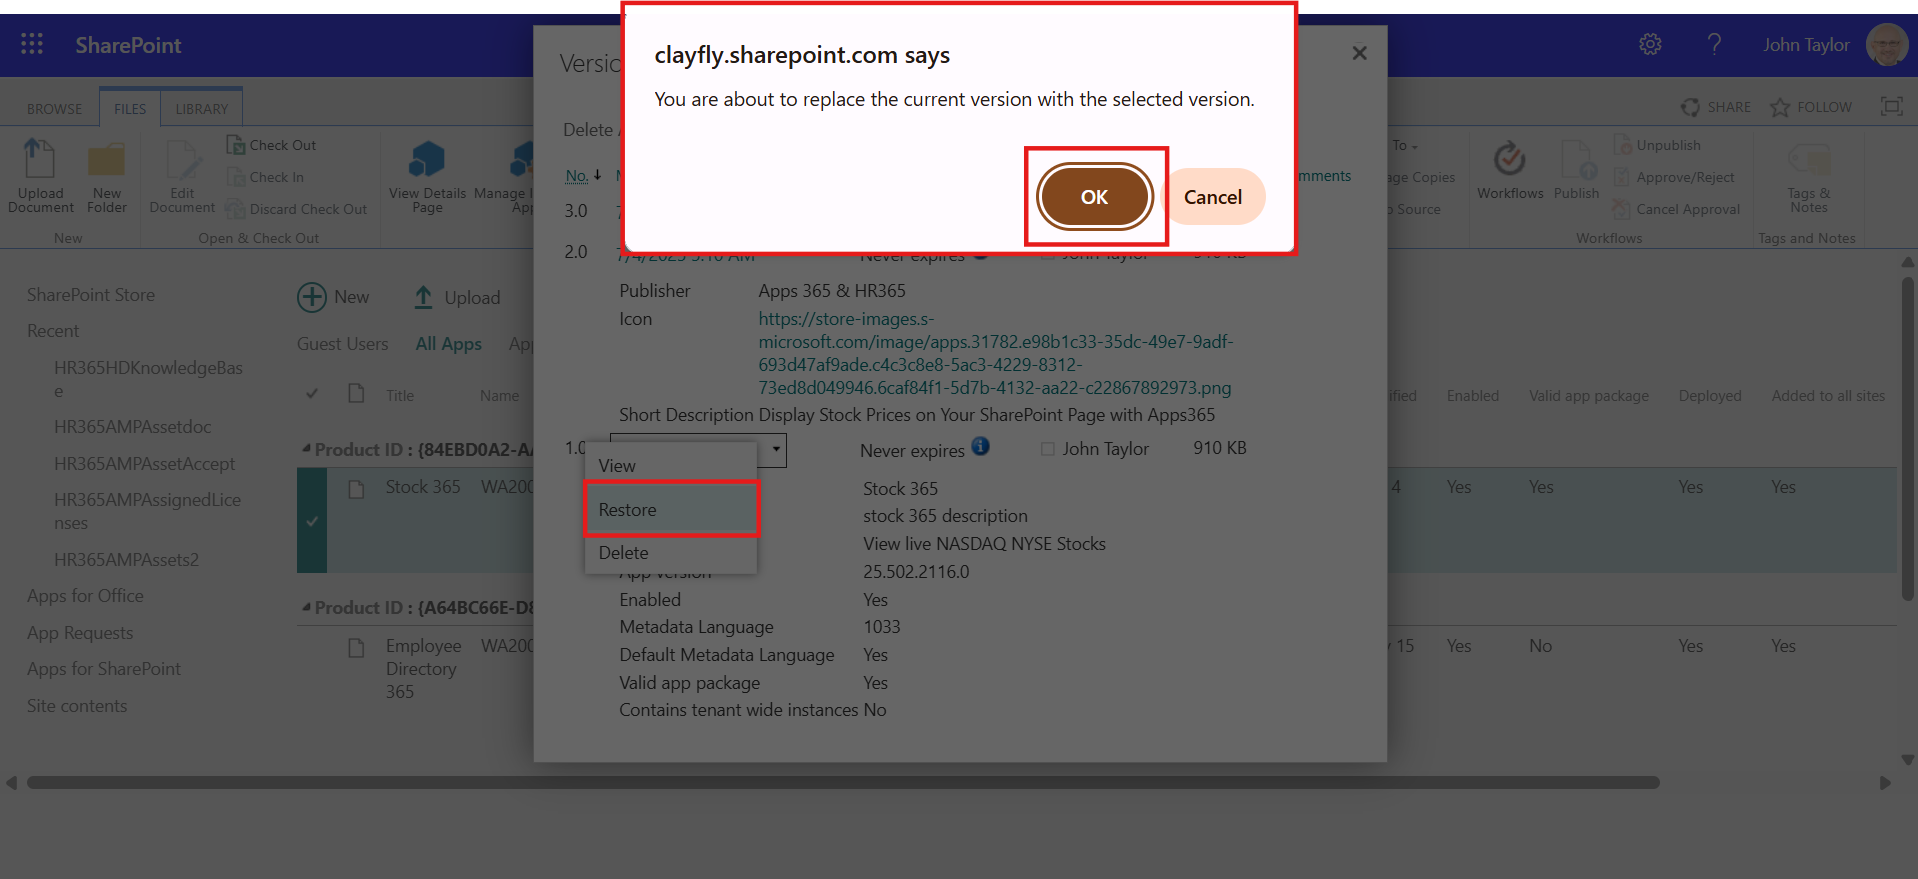 SharePoint
John Taylor
clayfly.sharepoint.com says
You are about to replace the current version with the selected version.
OK
Cancel
BROWSE
FILES
LIBRARY
SHARE
FOLLOW
Upload Document
New Folder
New
Edit Document
Check Out
Check In
Discard Check Out
Open & Check Out
View Details Page
Manage
To
Copies
Source
Workflows
Publish
Unpublish
Approve/Reject
Cancel Approval
Workflows
Tags & Notes
Tags and Notes
Delete
No.
3.0
2.0
7/4/2025 5:10 AM
Never expires
John Taylor
910 KB
Publisher
Apps 365 & HR365
Icon
https://store-images.s-
microsoft.com/image/apps.31782.e98b1c33-35dc-49e7-9adf-
693d47af9ade.c4c3c8e8-5ac3-4229-8312-
73ed8d049946.6caf84f1-5d7b-4132-aa22-c22867892973.png
Short Description Display Stock Prices on Your SharePoint Page with Apps365
1.0
Never expires
John Taylor
910 KB
View
Restore
Delete
Stock 365
stock 365 description
View live NASDAQ NYSE Stocks
App Version
25.502.2116.0
Enabled
Yes
Metadata Language
1033
Default Metadata Language
Yes
Valid app package
Yes
Contains tenant wide instances No
SharePoint Store
Recent
HR365HDKnowledgeBas
e
HR365AMPAssetdoc
HR365AMPAssetAccept
HR365AMPAssignedLice
nses
HR365AMPAssets2
Apps for Office
App Requests
Apps for SharePoint
Site contents
New
Upload
Guest Users
All Apps
Title
Name
Enabled
Valid app package
Deployed
Added to all sites
Product ID : {84EBD0A2-A
Stock 365
WA200
4
Yes
Yes
Yes
Yes
Product ID : {A64BC66E-D8
Employee
Directory
365
WA200
15
Yes
No
Yes
Yes